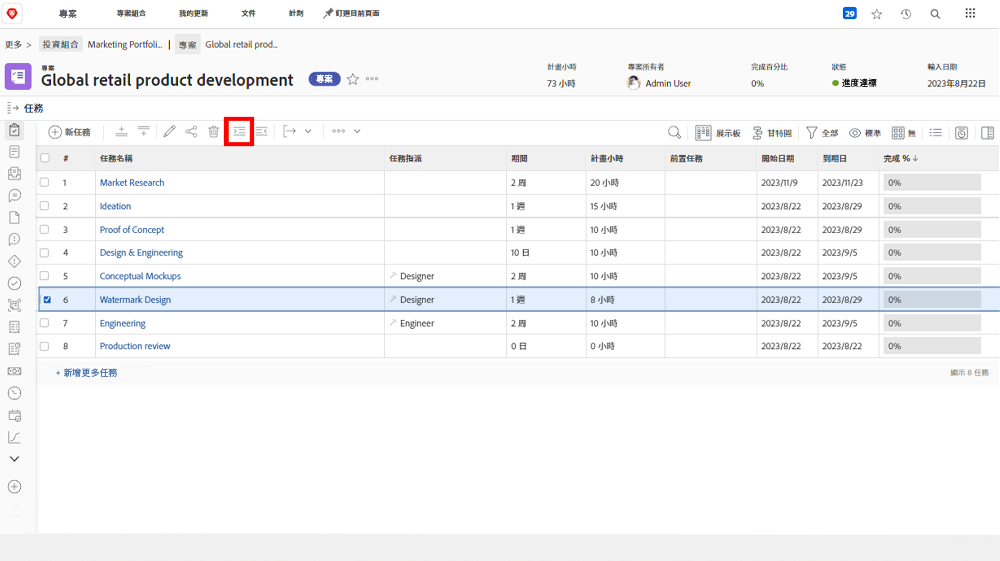 專案 專案組合 我的更新 文件 計劃 釘選目前頁面 29
更多 > 投資組合 Marketing Portfoli... | 專案 Global retail prod...
專案
Global retail product development 專案
計畫小時 專案所有者 完成百分比 狀態 輸入日期
73 小時 Admin User 0% 進度達標 2023年8月22日
任務
新任務 展示板 甘特圖 全部 標準 無
# 任務名稱 任務指派 期間 計畫小時 前置任務 開始日期 到期日 完成 % ↓
1 Market Research 2 周 20 小時 2023/11/9 2023/11/23 0%
2 Ideation 1 週 15 小時 2023/8/22 2023/8/29 0%
3 Proof of Concept 1 週 10 小時 2023/8/22 2023/8/29 0%
4 Design & Engineering 10 日 10 小時 2023/8/22 2023/9/5 0%
5 Conceptual Mockups Designer 2 周 10 小時 2023/8/22 2023/9/5 0%
6 Watermark Design Designer 1 週 8 小時 2023/8/22 2023/8/29 0%
7 Engineering Engineer 2 周 10 小時 2023/8/22 2023/9/5 0%
8 Production review 0 日 0 小時 2023/8/22 2023/8/22 0%
+ 新增更多任務 顯示 8 任務